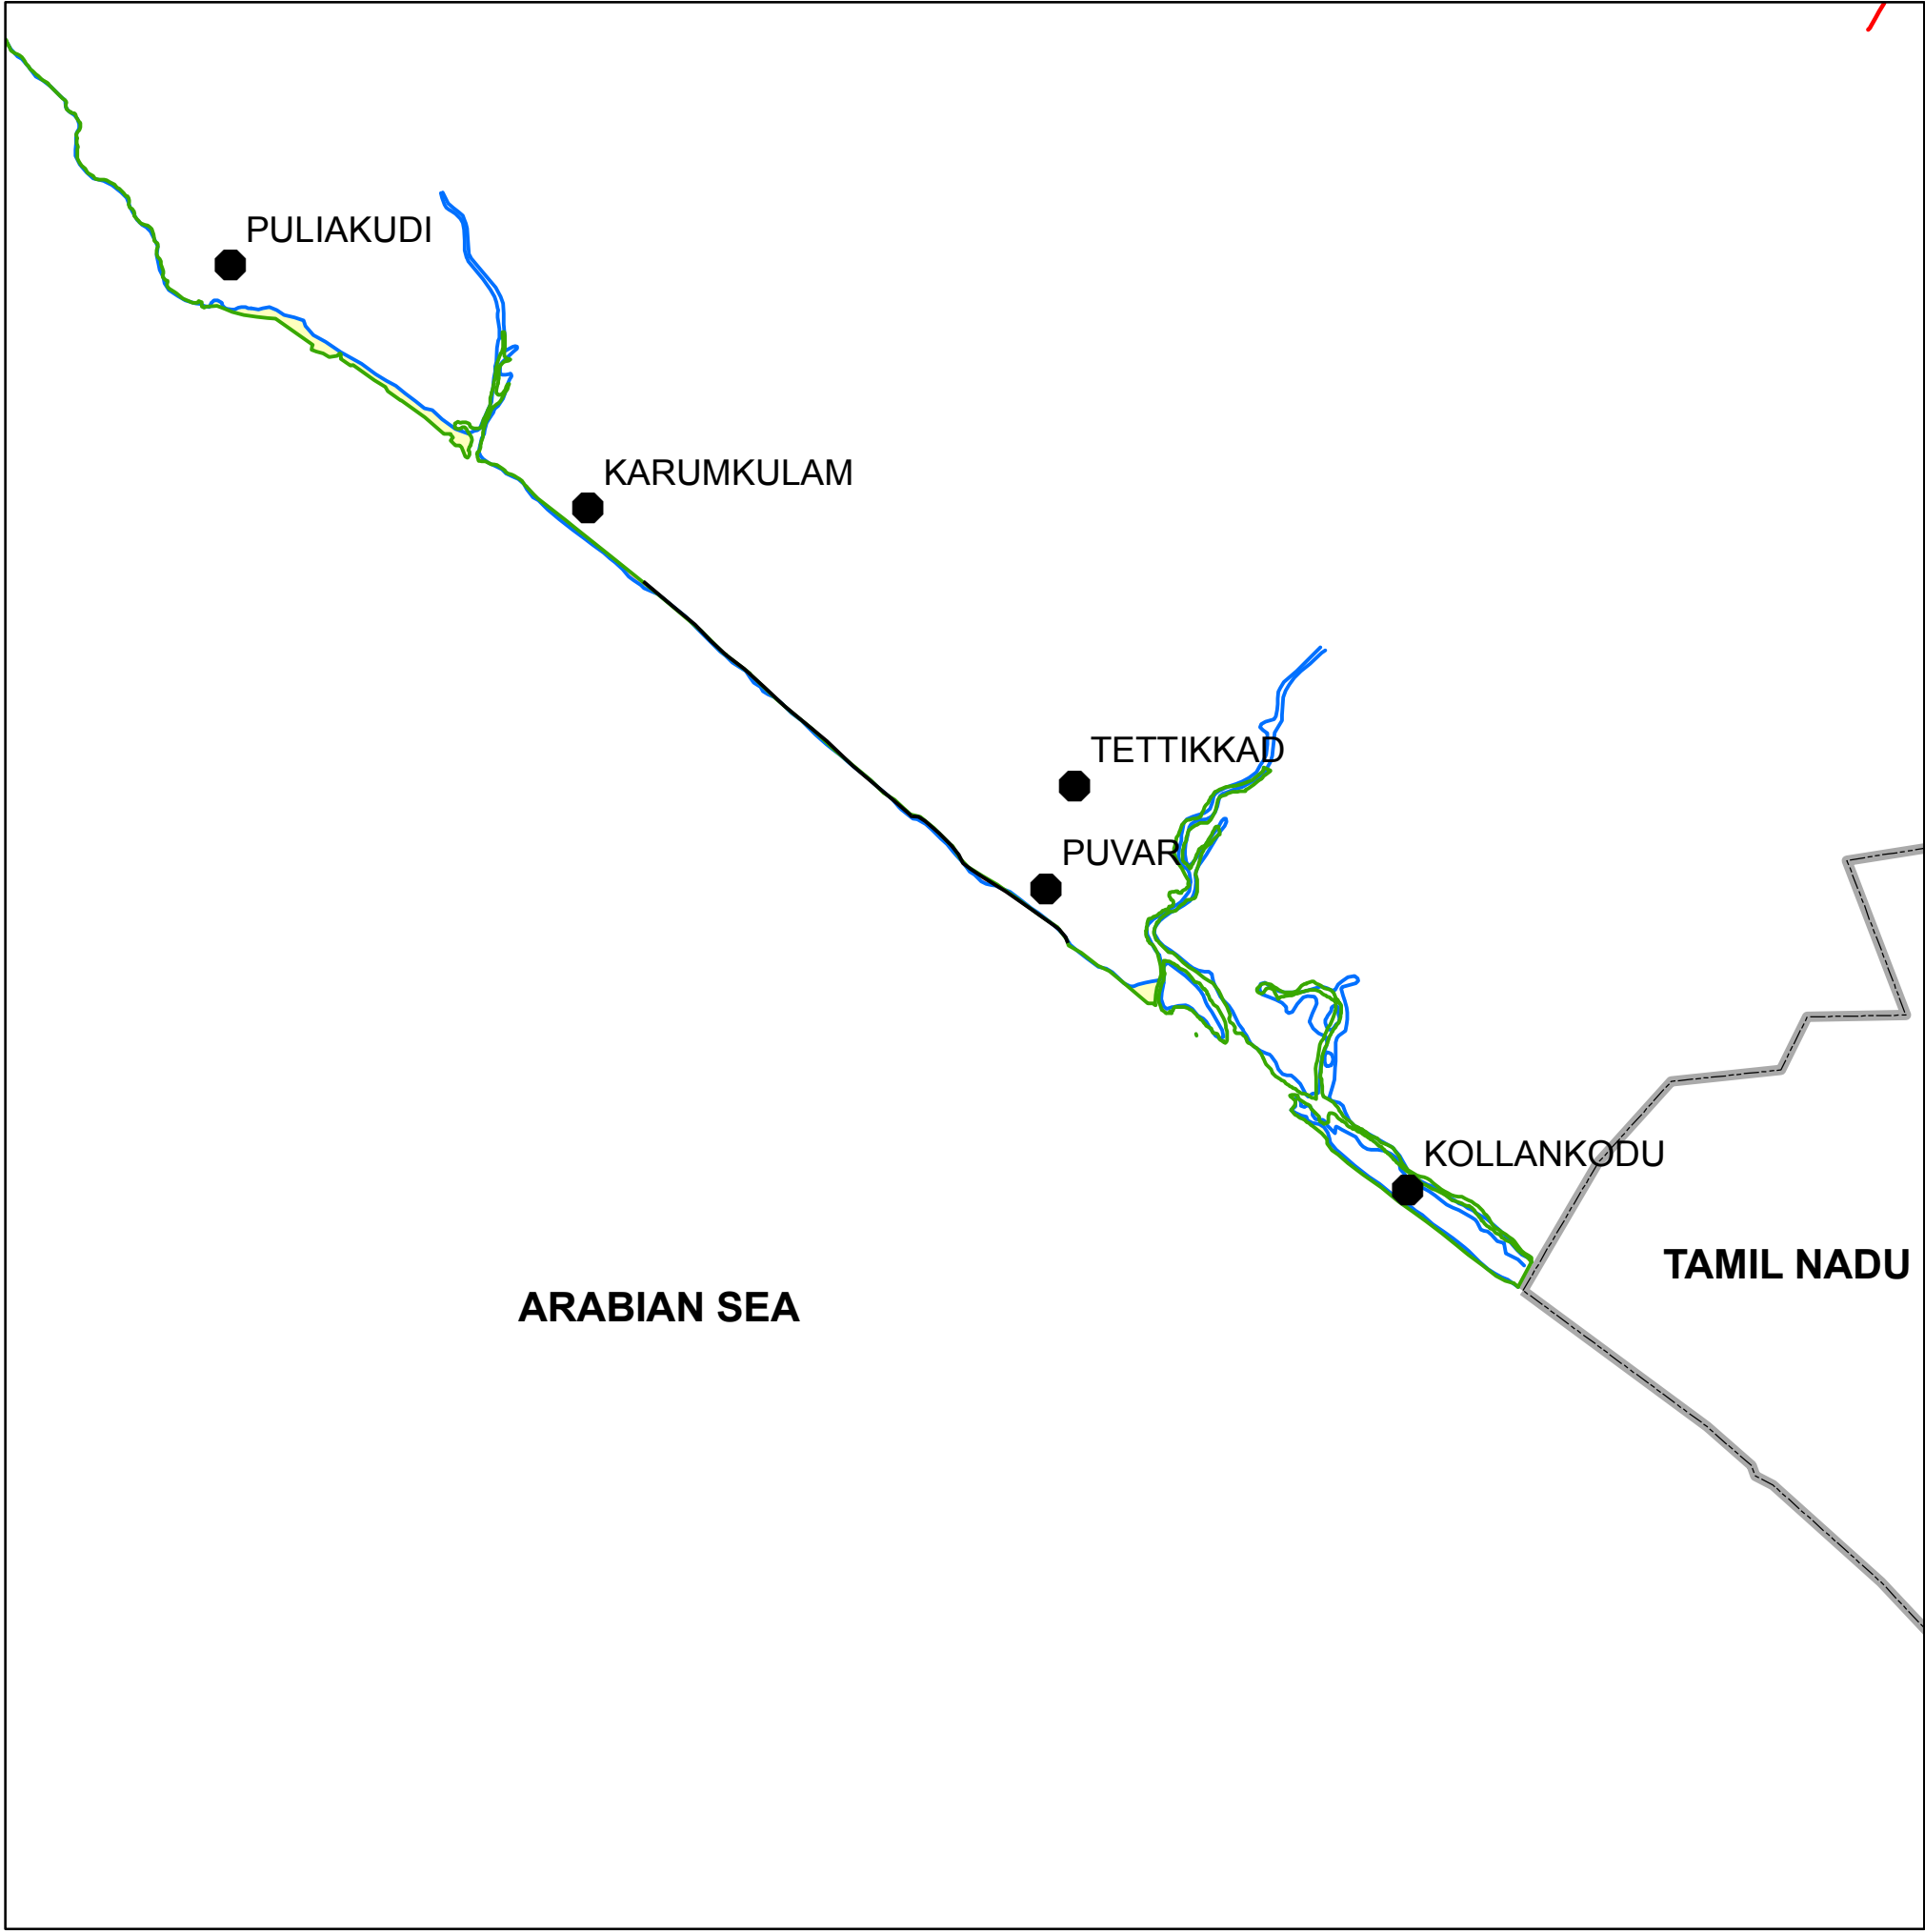 PULIAKUDI
KARUMKULAM
TETTIKKAD
PUVAR
KOLLANKODU
TAMIL NADU
ARABIAN SEA